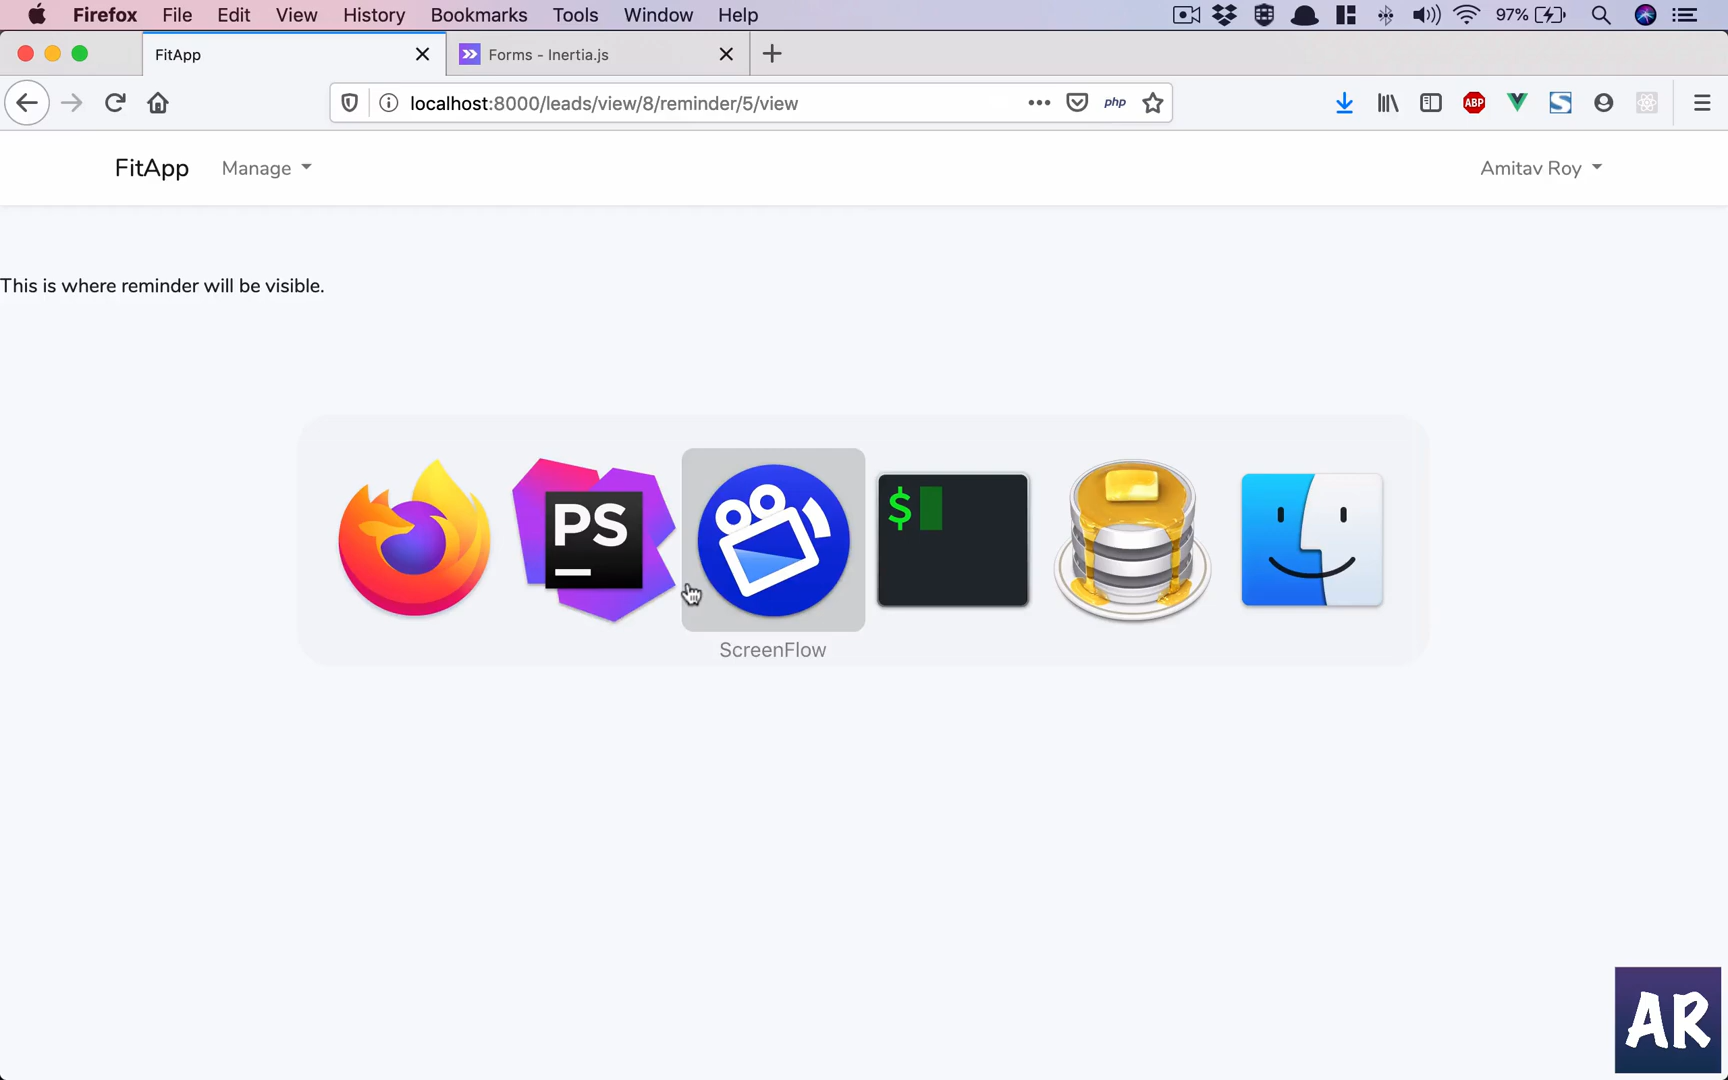 Firefox File Edit View History Bookmarks Tools Window Help 97%
FitApp Forms - Inertia.js
localhost:8000/leads/view/8/reminder/5/view php ABP S
FitApp Manage Amitav Roy
This is where reminder will be visible.
PS $
ScreenFlow
AR